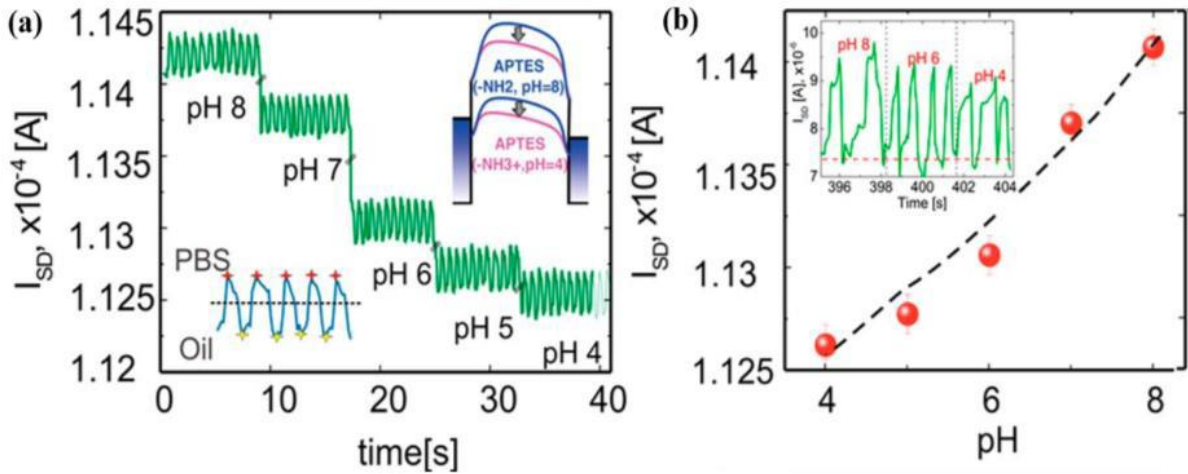 (a)
1.145
1.14
1.135
1.13
1.125
1.12
I_SD, x10^-4 [A]
pH 8
pH 7
pH 6
pH 5
pH 4
APTES
(-NH2, pH=8)
APTES
(-NH3+,pH=4)
PBS
Oil
0 10 20 30 40
time[s]
(b)
1.14
1.13
1.125
I_SD, x10^-4 [A]
10
9
8
7
I_SD [A], x10^-6
pH 8 pH 6 pH 4
396 398 400 402 404
Time [s]
4 6 8
pH